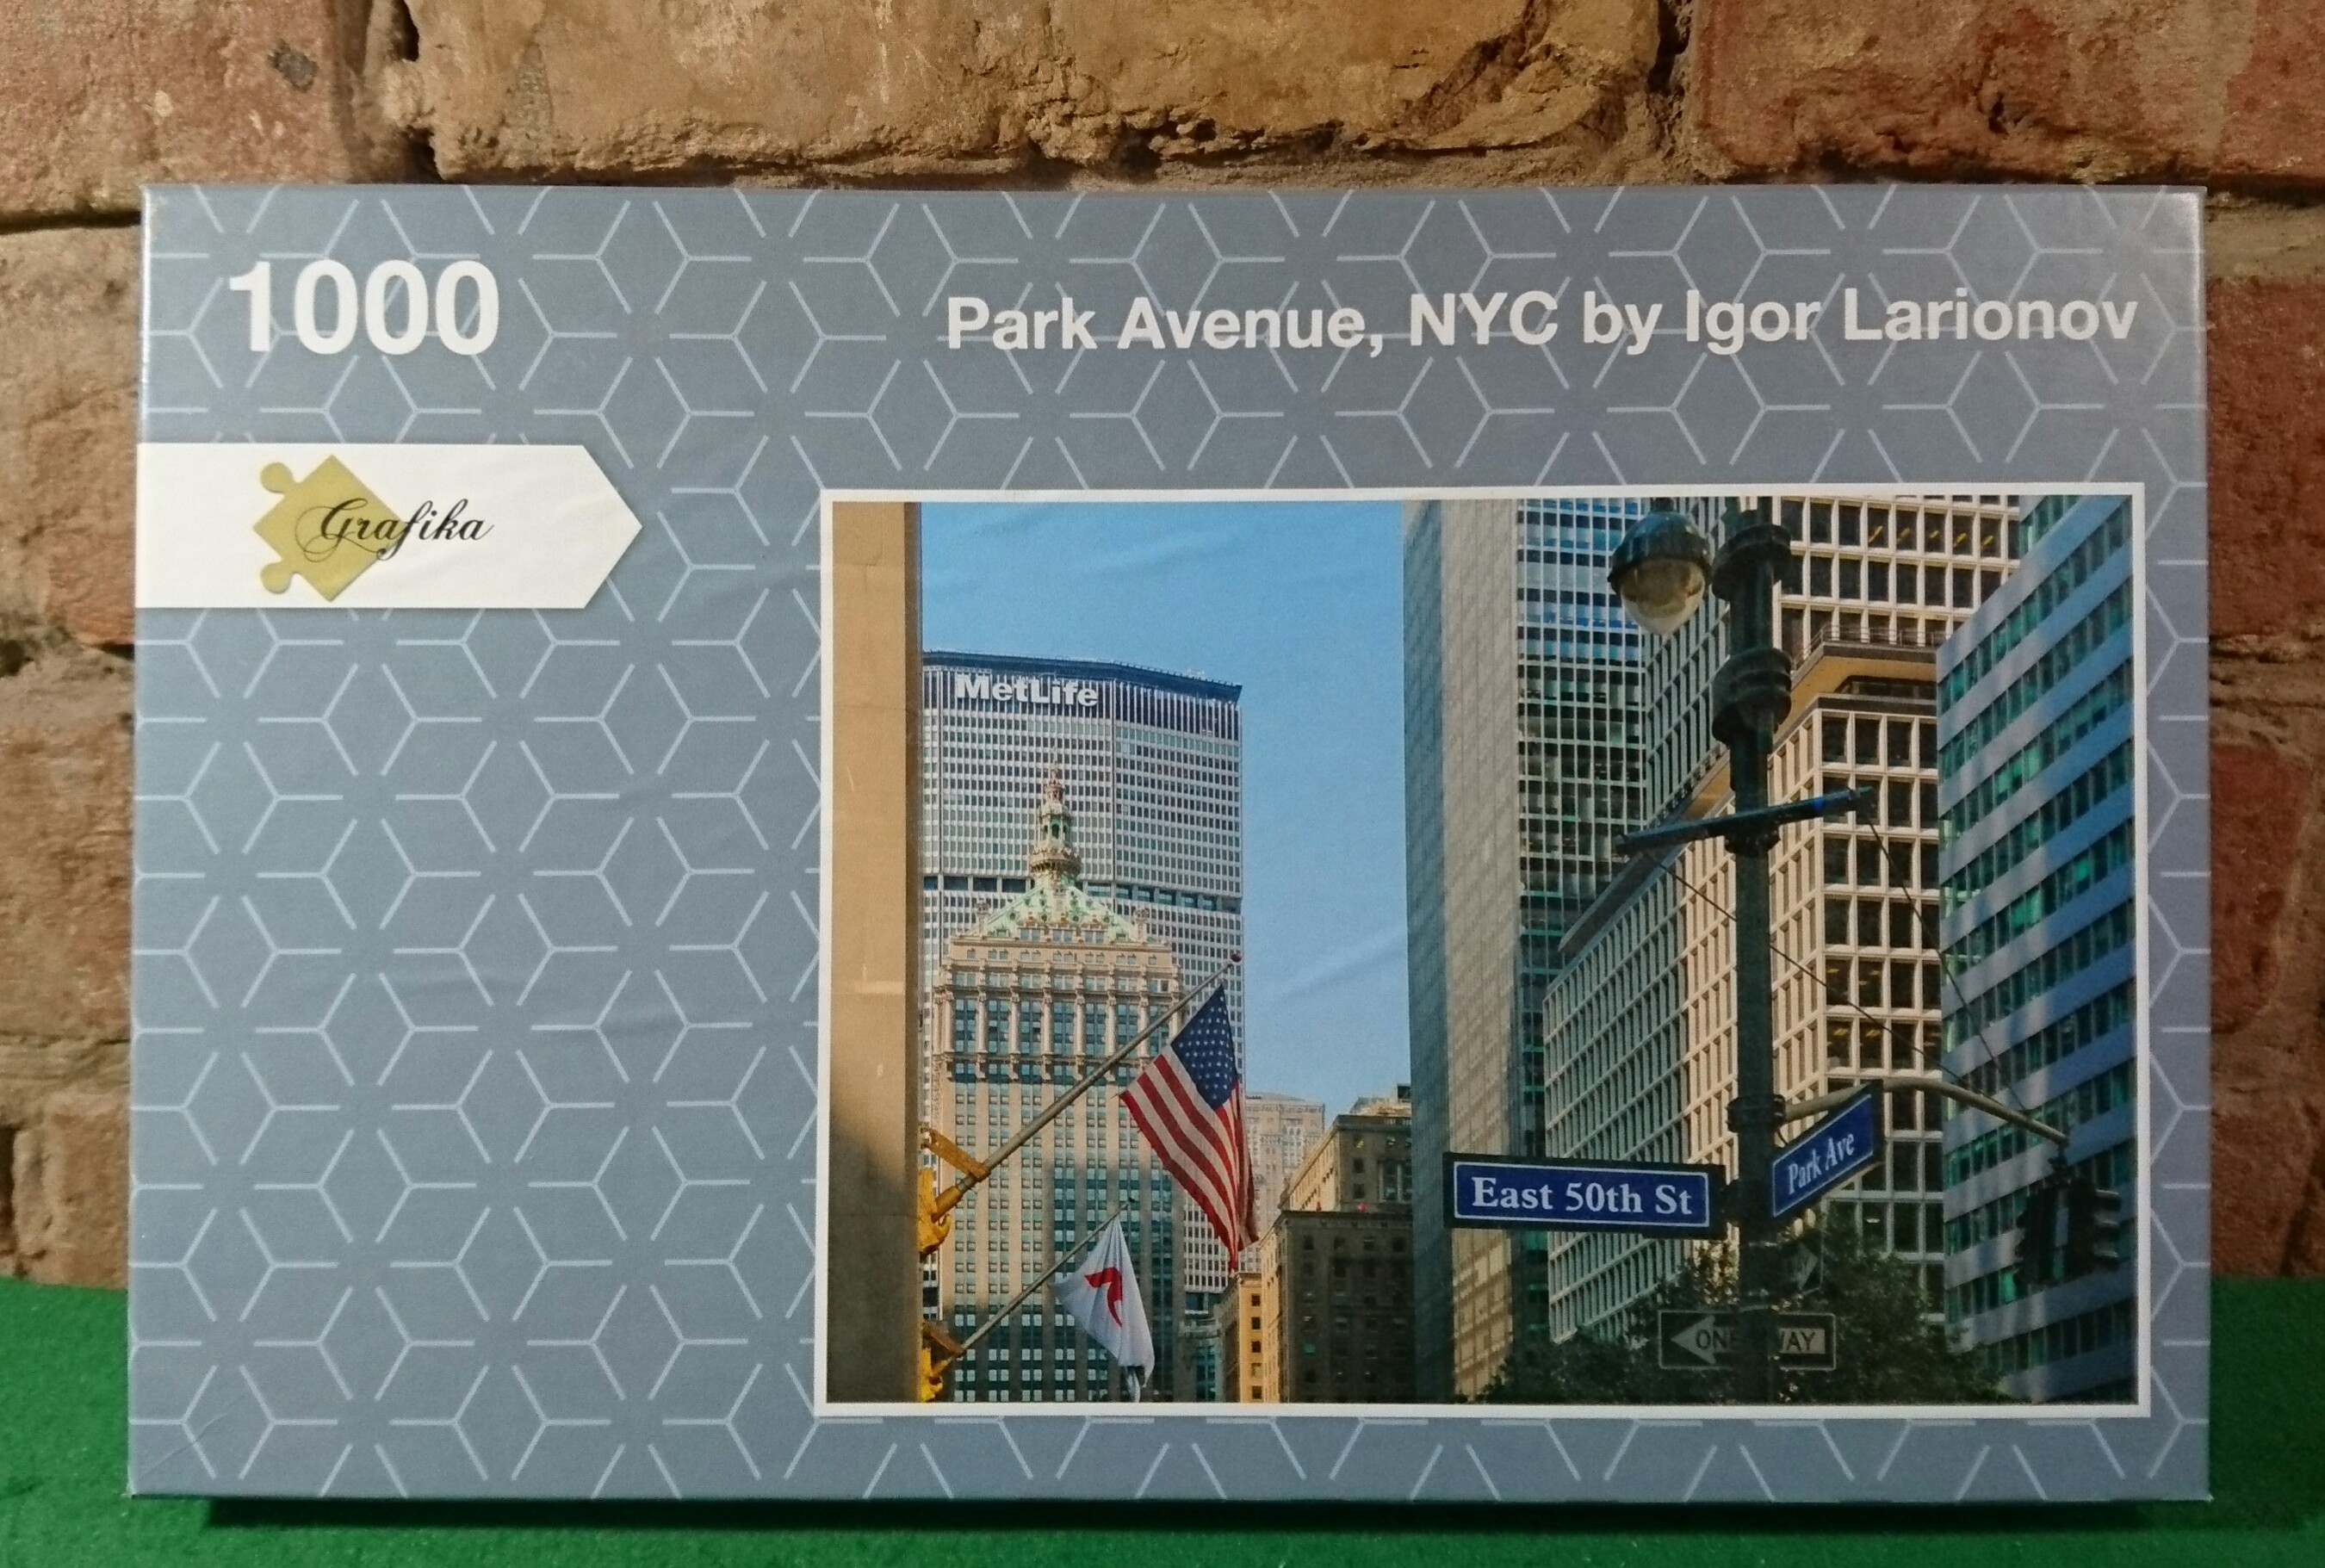 1000
Park Avenue, NYC by Igor Larionov
Grafika
MetLife
East 50th St
Park Ave
ONE WAY